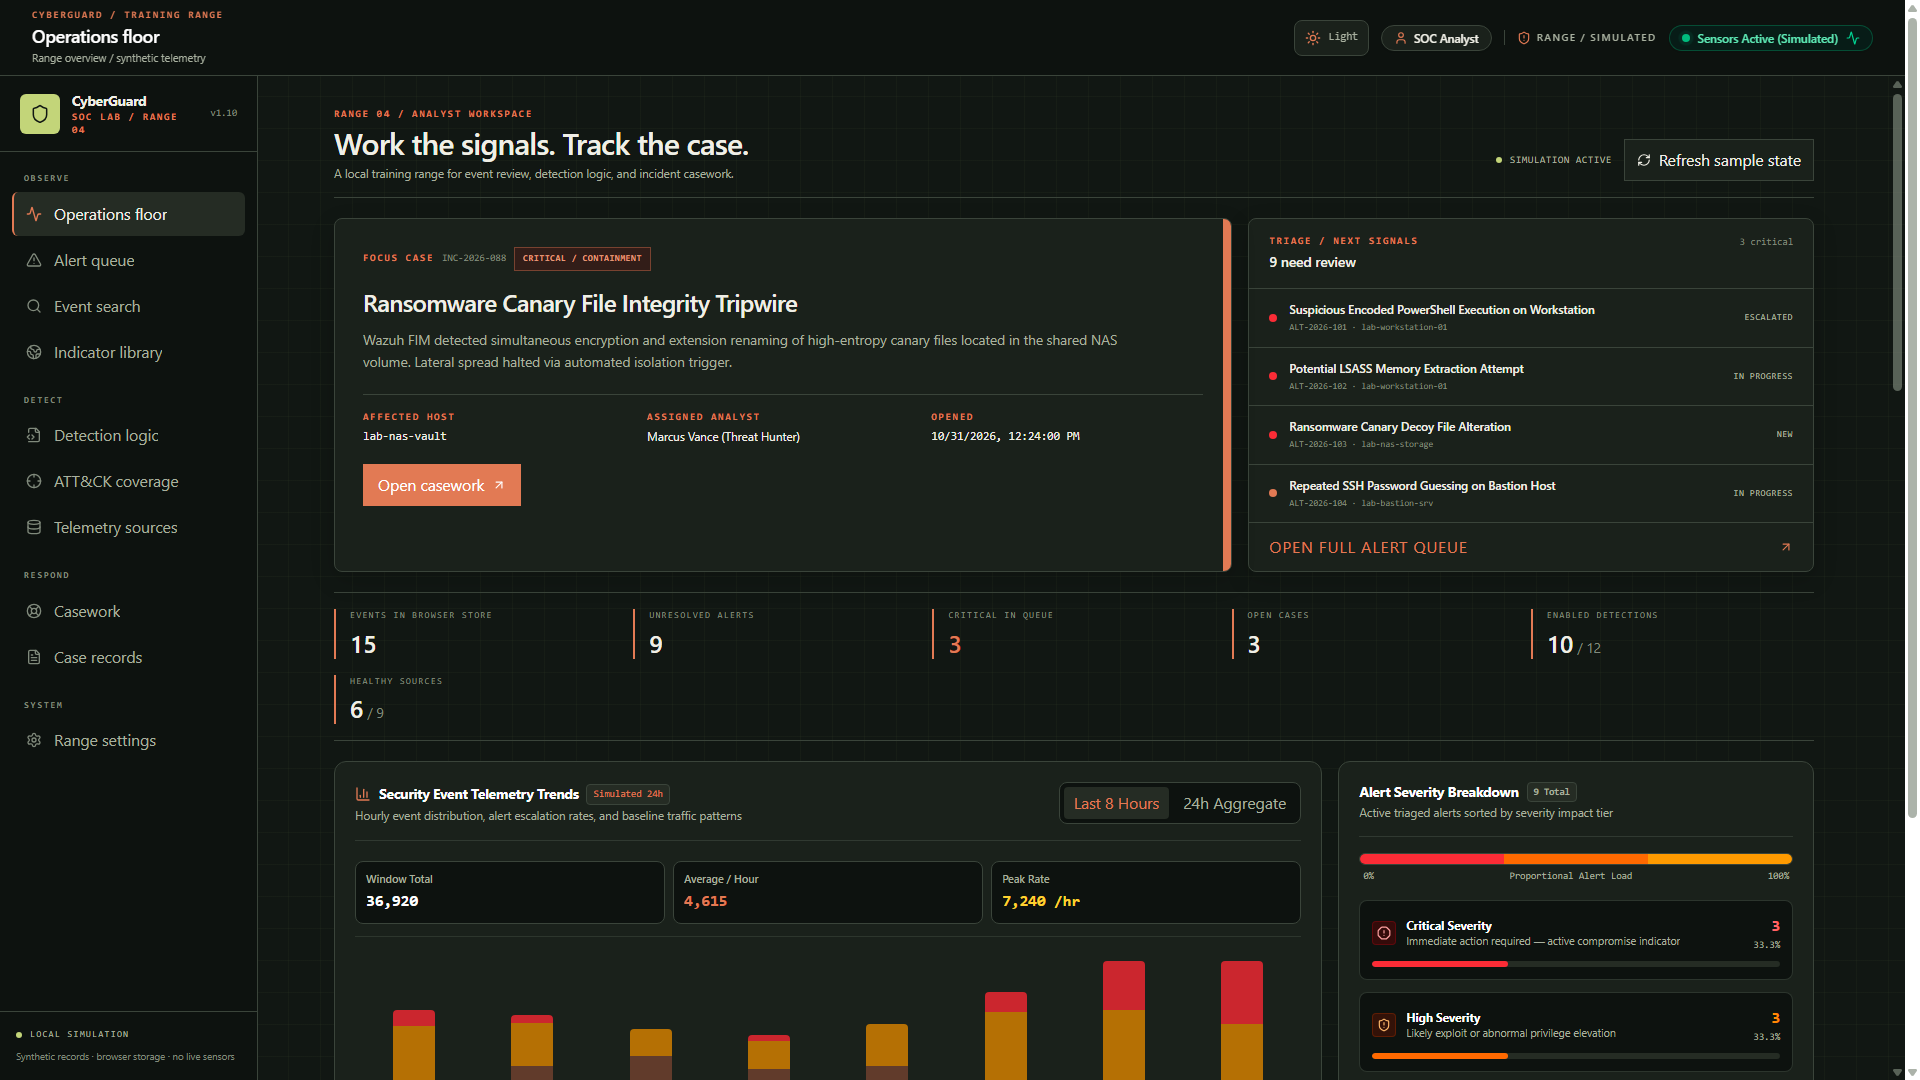 CYBERGUARD / TRAINING RANGE
Operations floor
Range overview / synthetic telemetry
Light
SOC Analyst
RANGE / SIMULATED
Sensors Active (Simulated)
CyberGuard
SOC LAB / RANGE 04
v1.10
OBSERVE
Operations floor
Alert queue
Event search
Indicator library
DETECT
Detection logic
ATT&CK coverage
Telemetry sources
RESPOND
Casework
Case records
SYSTEM
Range settings
LOCAL SIMULATION
Synthetic records · browser storage · no live sensors
RANGE 04 / ANALYST WORKSPACE
Work the signals. Track the case.
A local training range for event review, detection logic, and incident casework.
SIMULATION ACTIVE
Refresh sample state
FOCUS CASE INC-2026-088 CRITICAL / CONTAINMENT
Ransomware Canary File Integrity Tripwire
Wazuh FIM detected simultaneous encryption and extension renaming of high-entropy canary files located in the shared NAS
volume. Lateral spread halted via automated isolation trigger.
AFFECTED HOST
lab-nas-vault
ASSIGNED ANALYST
Marcus Vance (Threat Hunter)
OPENED
10/31/2026, 12:24:00 PM
Open casework
TRIAGE / NEXT SIGNALS
3 critical
9 need review
Suspicious Encoded PowerShell Execution on Workstation
ALT-2026-101 · lab-workstation-01
ESCALATED
Potential LSASS Memory Extraction Attempt
ALT-2026-102 · lab-workstation-01
IN PROGRESS
Ransomware Canary Decoy File Alteration
ALT-2026-103 · lab-nas-storage
NEW
Repeated SSH Password Guessing on Bastion Host
ALT-2026-104 · lab-bastion-srv
IN PROGRESS
OPEN FULL ALERT QUEUE
EVENTS IN BROWSER STORE
15
UNRESOLVED ALERTS
9
CRITICAL IN QUEUE
3
OPEN CASES
3
ENABLED DETECTIONS
10 / 12
HEALTHY SOURCES
6 / 9
Security Event Telemetry Trends Simulated 24h
Hourly event distribution, alert escalation rates, and baseline traffic patterns
Last 8 Hours
24h Aggregate
Window Total
36,920
Average / Hour
4,615
Peak Rate
7,240 /hr
Alert Severity Breakdown 9 Total
Active triaged alerts sorted by severity impact tier
0%
Proportional Alert Load
100%
Critical Severity
Immediate action required — active compromise indicator
3
33.3%
High Severity
Likely exploit or abnormal privilege elevation
3
33.3%